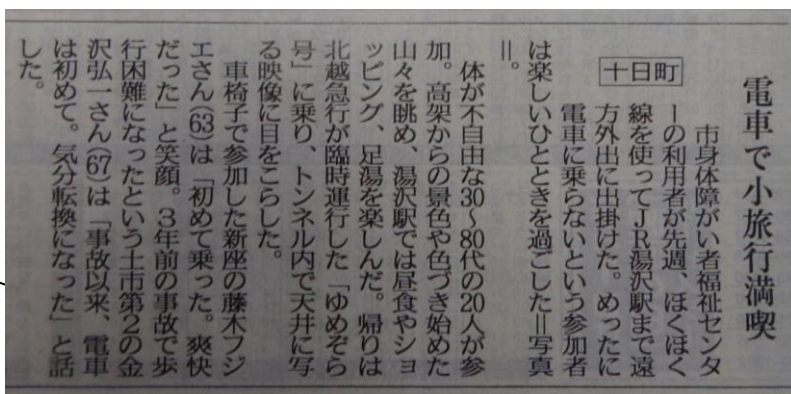 電車で小旅行満喫
十日町
市身体障がい者福祉センタ
ーの利用者が先週、ほくほく
線を使ってJR湯沢駅まで遠
方外出に出掛けた。めったに
電車に乗らないという参加者
は楽しいひとときを過ごした＝写真
＝。
体が不自由な30〜80代の20人が参
加。高架からの景色や色づき始めた
山々を眺め、湯沢駅では昼食やショ
ッピング、足湯を楽しんだ。帰りは
北越急行が臨時運行した「ゆめぞら
号」に乗り、トンネル内で天井に写
る映像に目をこらした。
車椅子で参加した新座の藤木フジ
エさん(63)は「初めて乗った。爽快
だった」と笑顔。3年前の事故で歩
行困難になったという土市第2の金
沢弘一さん(67)は「事故以来、電車
は初めて。気分転換になった」と話
した。